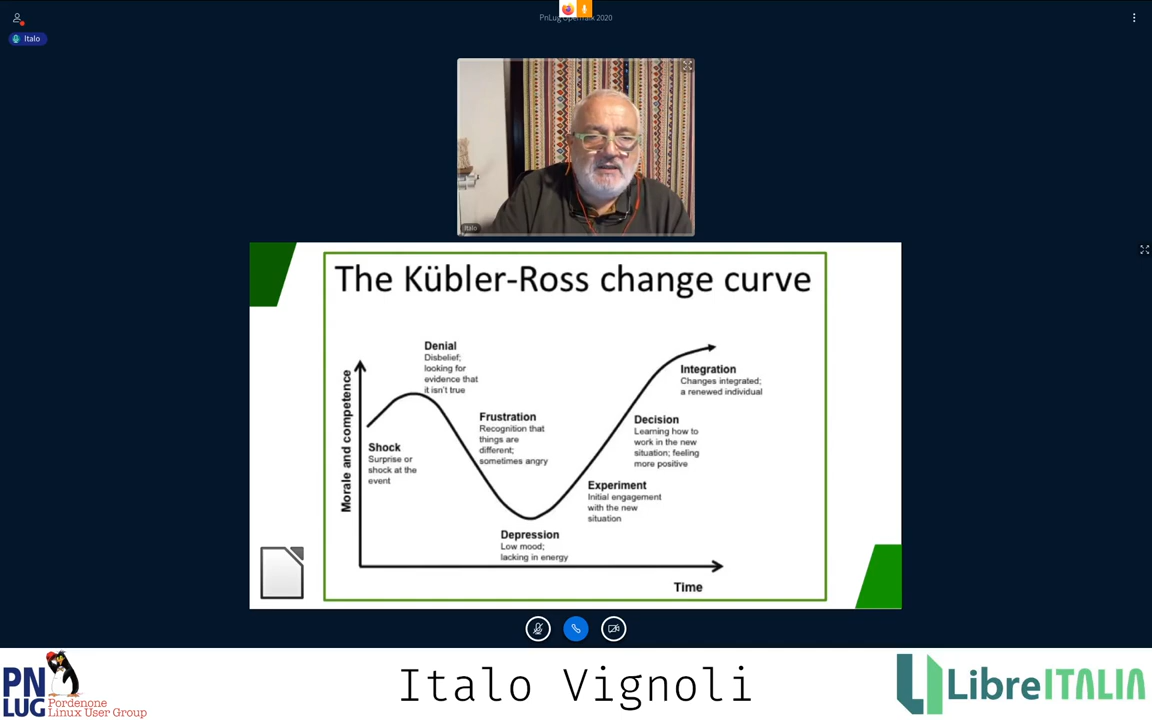 PnLug OpenTalk 2020
Italo
Italo
The Kübler-Ross change curve
Morale and competence
Shock
Surprise or
shock at the
event
Denial
Disbelief;
looking for
evidence that
it isn't true
Frustration
Recognition that
things are
different;
sometimes angry
Depression
Low mood;
lacking in energy
Experiment
Initial engagement
with the new
situation
Decision
Learning how to
work in the new
situation; feeling
more positive
Integration
Changes integrated;
a renewed individual
Time
PN
LUG
Pordenone
Linux User Group
Italo Vignoli
LibreITALIA